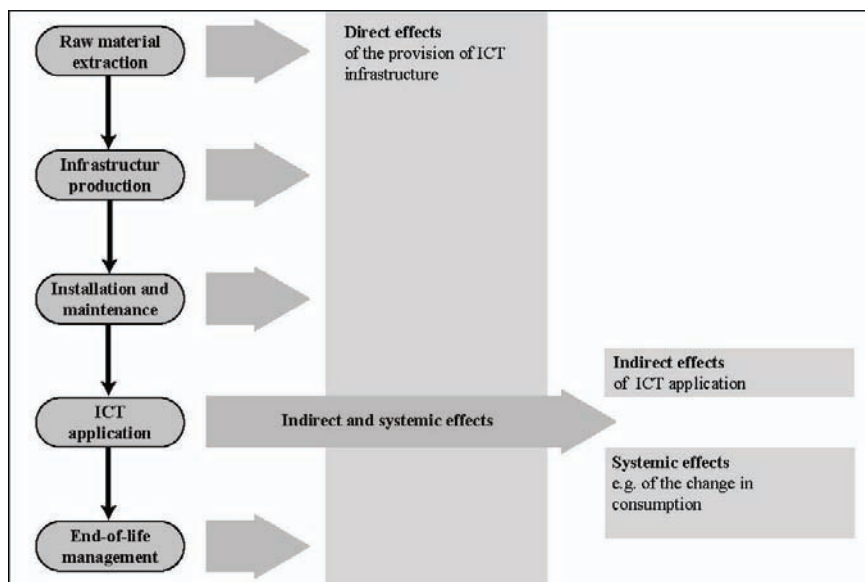 Raw material
extraction
Direct effects
of the provision of ICT
infrastructure
Infrastructur
production
Installation and
maintenance
Indirect effects
of ICT application
ICT
application
Indirect and systemic effects
Systemic effects
e.g. of the change in
consumption
End-of-life
management